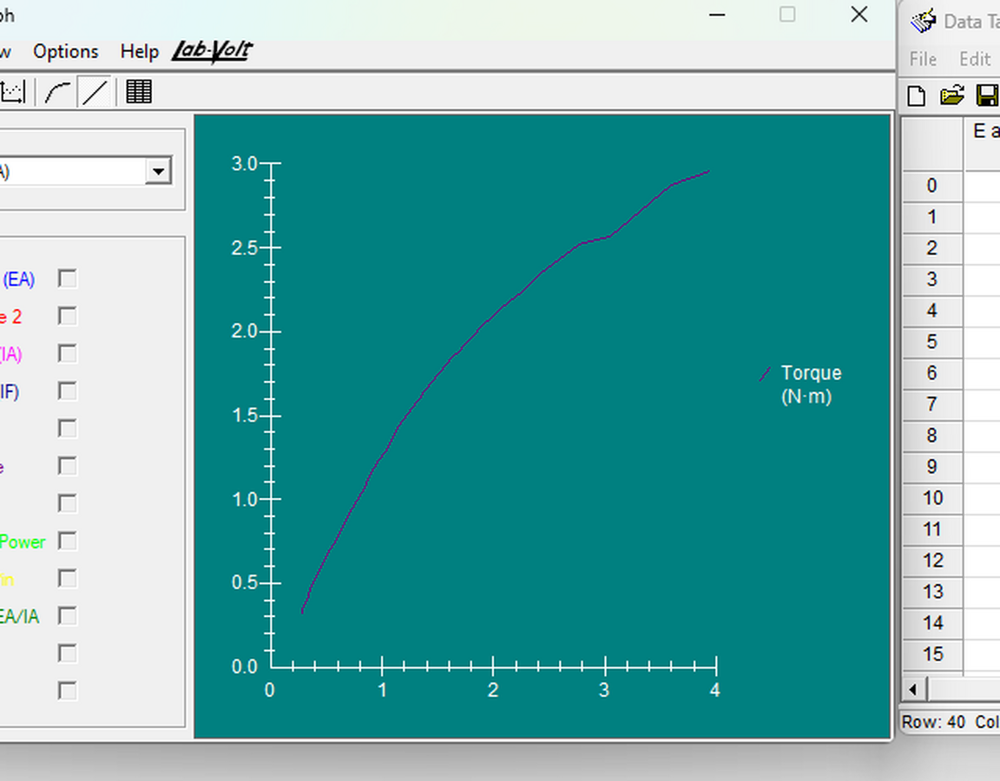 ph
w Options Help Lab-Volt
A)
(EA)
e 2
(IA)
IF)
e
Power
in
EA/IA
3.0
2.5
2.0
1.5
1.0
0.5
0.0
0 1 2 3 4
Torque
(N·m)
Data Ta
File Edit
E a
0
1
2
3
4
5
6
7
8
9
10
11
12
13
14
15
Row: 40 Col